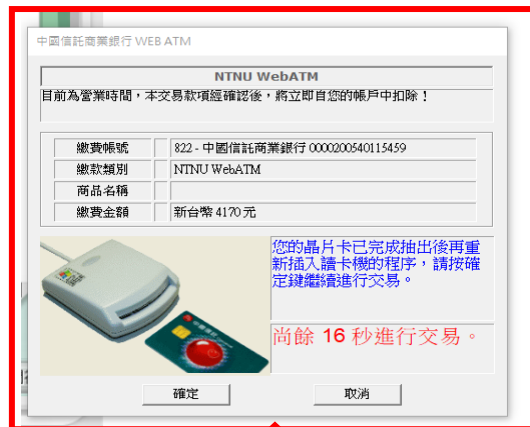 中國信託商業銀行 WEB ATM
NTNU WebATM
目前為營業時間，本交易款項經確認後，將立即自您的帳戶中扣除！
繳費帳號 822 - 中國信託商業銀行 0000200540115459
繳款類別 NTNU WebATM
商品名稱
繳費金額 新台幣 4170 元
您的晶片卡已完成抽出後再重
新插入讀卡機的程序，請按確
定鍵繼續進行交易。
尚餘 16 秒進行交易。
確定 取消